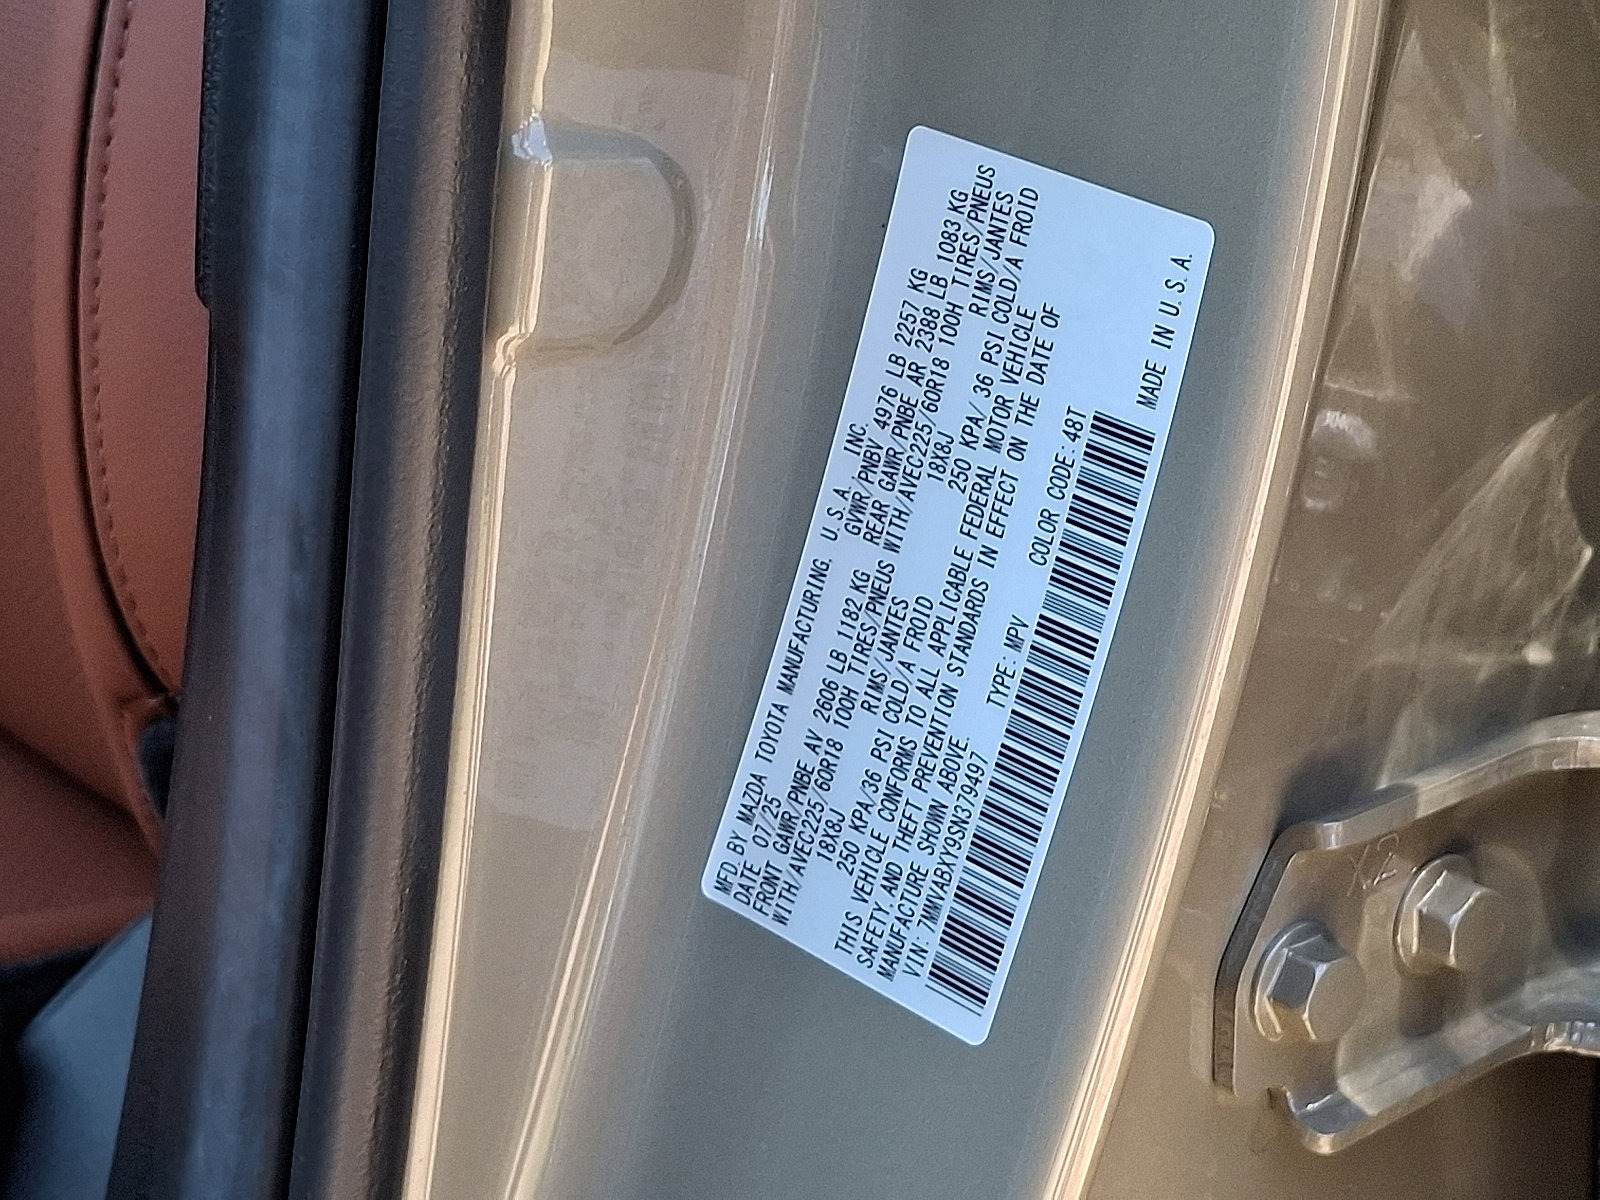 MFD. BY MAZDA TOYOTA MANUFACTURING, U.S.A. INC.
DATE 07/25 GVWR/PNBV 4976 LB 2257 KG
FRONT GAWR/PNBE AV 2606 LB 1182 KG REAR GAWR/PNBE AR 2388 LB 1083 KG
WITH/AVEC225/60R18 100H TIRES/PNEUS WITH/AVEC225/60R18 100H TIRES/PNEUS
18X8J RIMS/JANTES 18X8J RIMS/JANTES
250 KPA/36 PSI COLD/A FROID 250 KPA/36 PSI COLD/A FROID
THIS VEHICLE CONFORMS TO ALL APPLICABLE FEDERAL MOTOR VEHICLE
SAFETY, AND THEFT PREVENTION STANDARDS IN EFFECT ON THE DATE OF
MANUFACTURE SHOWN ABOVE.
VIN: 7MMVABXY9SN379497 TYPE: MPV COLOR CODE: 48T
MADE IN U.S.A.
X2